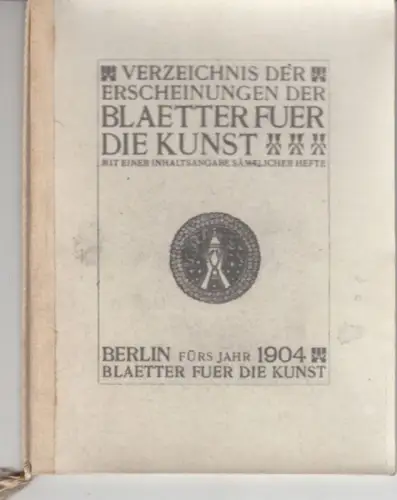 VERZEICHNIS DER
ERSCHEINUNGEN DER
BLAETTER FUER
DIE KUNST
MIT EINER INHALTSANGABE SÄMTLICHER HEFTE
BERLIN FÜRS JAHR 1904
BLAETTER FUER DIE KUNST